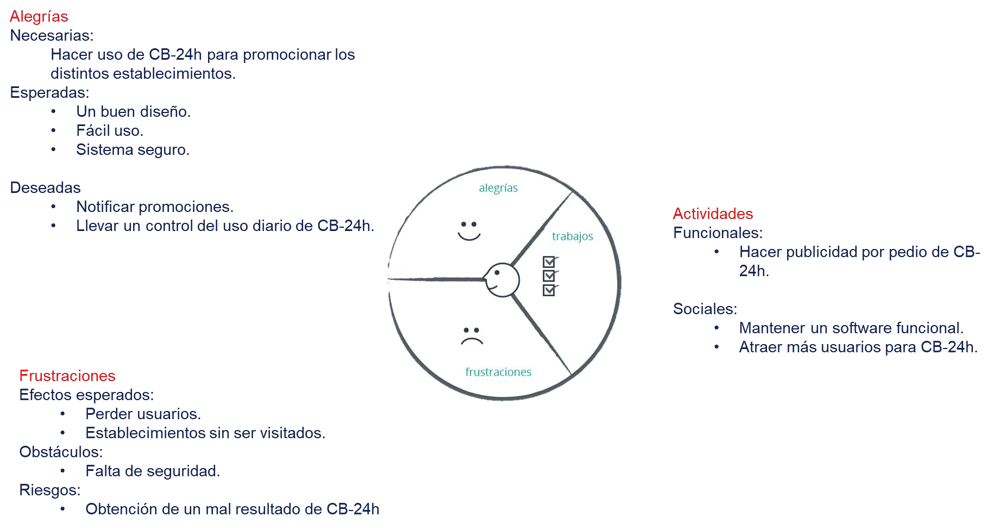 Alegrías
Necesarias:
Hacer uso de CB-24h para promocionar los
distintos establecimientos.
Esperadas:
• Un buen diseño.
• Fácil uso.
• Sistema seguro.
Deseadas
• Notificar promociones.
• Llevar un control del uso diario de CB-24h.
alegrías
trabajos
frustraciones
Actividades
Funcionales:
• Hacer publicidad por pedio de CB-
24h.
Sociales:
• Mantener un software funcional.
• Atraer más usuarios para CB-24h.
Frustraciones
Efectos esperados:
• Perder usuarios.
• Establecimientos sin ser visitados.
Obstáculos:
• Falta de seguridad.
Riesgos:
• Obtención de un mal resultado de CB-24h